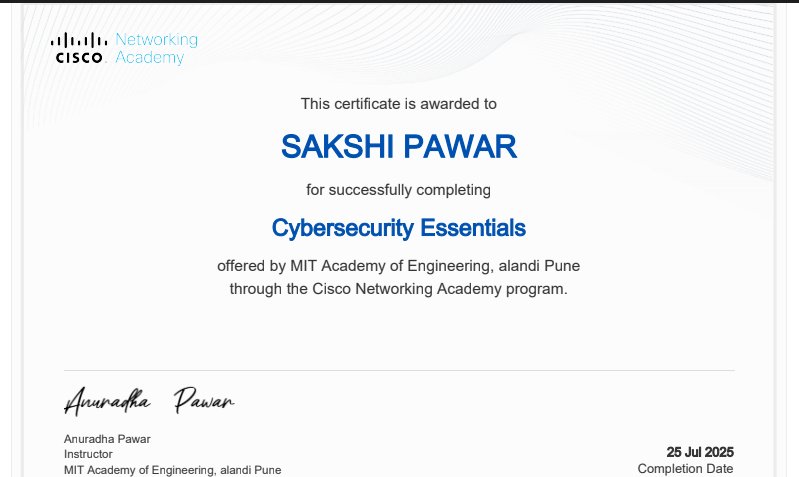 CISCO Networking Academy
This certificate is awarded to
SAKSHI PAWAR
for successfully completing
Cybersecurity Essentials
offered by MIT Academy of Engineering, alandi Pune
through the Cisco Networking Academy program.
Anuradha Pawar
Anuradha Pawar
Instructor
MIT Academy of Engineering, alandi Pune
25 Jul 2025
Completion Date